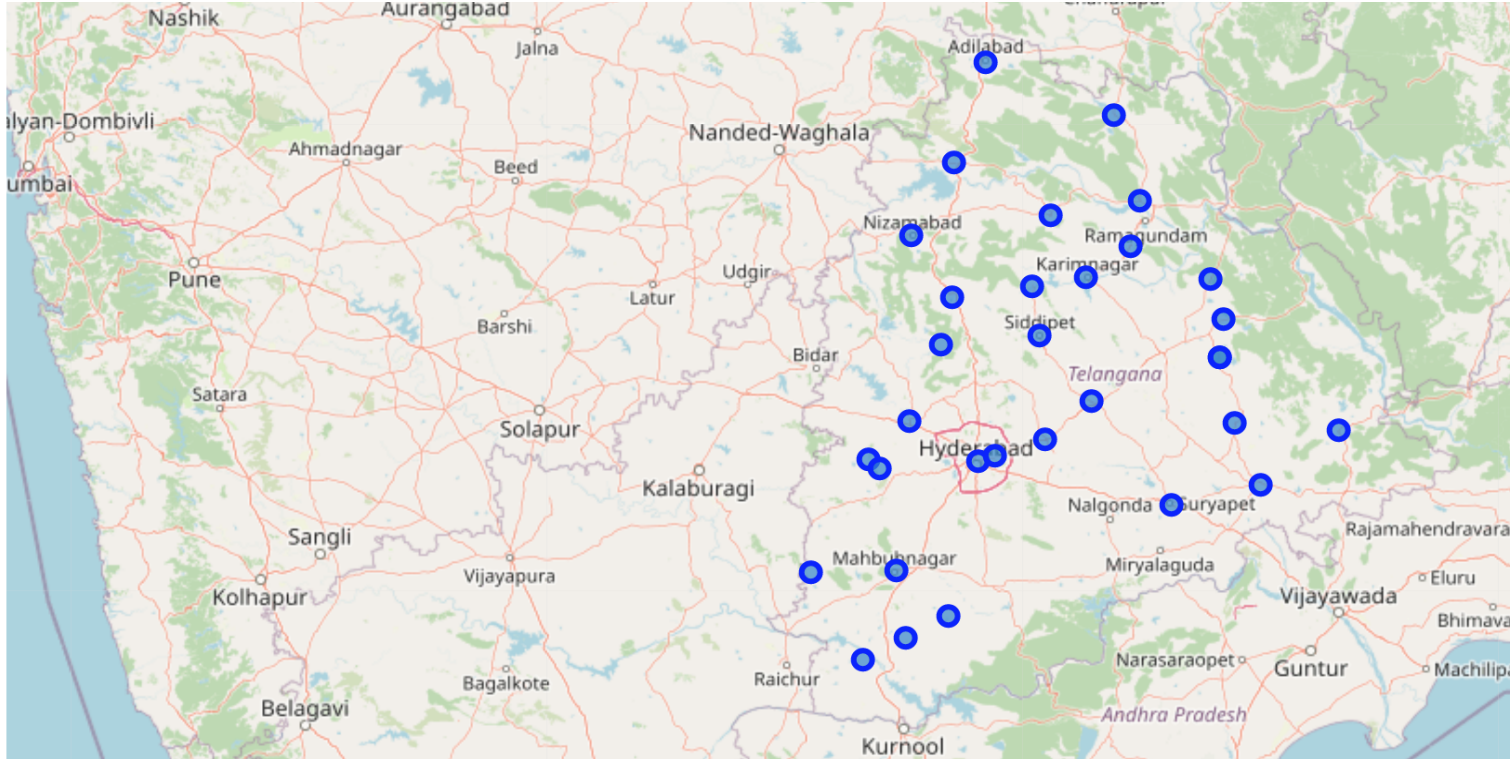 Aurangabad
Nashik
Jalna
Adilabad
alyan-Dombivli
Nanded-Waghala
Ahmadnagar
Beed
umbai
Nizamabad
Ramagundam
Karimnagar
Pune
Udgir
Latur
Siddipet
Barshi
Bidar
Telangana
Satara
Solapur
Hyderabad
Kalaburagi
Nalgonda
Suryapet
Sangli
Rajamahendravara
Mahbubnagar
Miryalaguda
Vijayapura
Eluru
Kolhapur
Vijayawada
Bhimava
Narasaraopet
Guntur
Machilipa
Raichur
Bagalkote
Belagavi
Andhra Pradesh
Kurnool